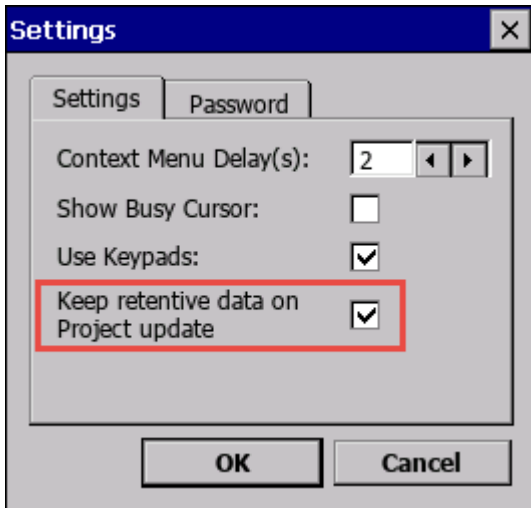 Settings
Settings Password
Context Menu Delay(s): 2
Show Busy Cursor:
Use Keypads:
Keep retentive data on
Project update
OK Cancel